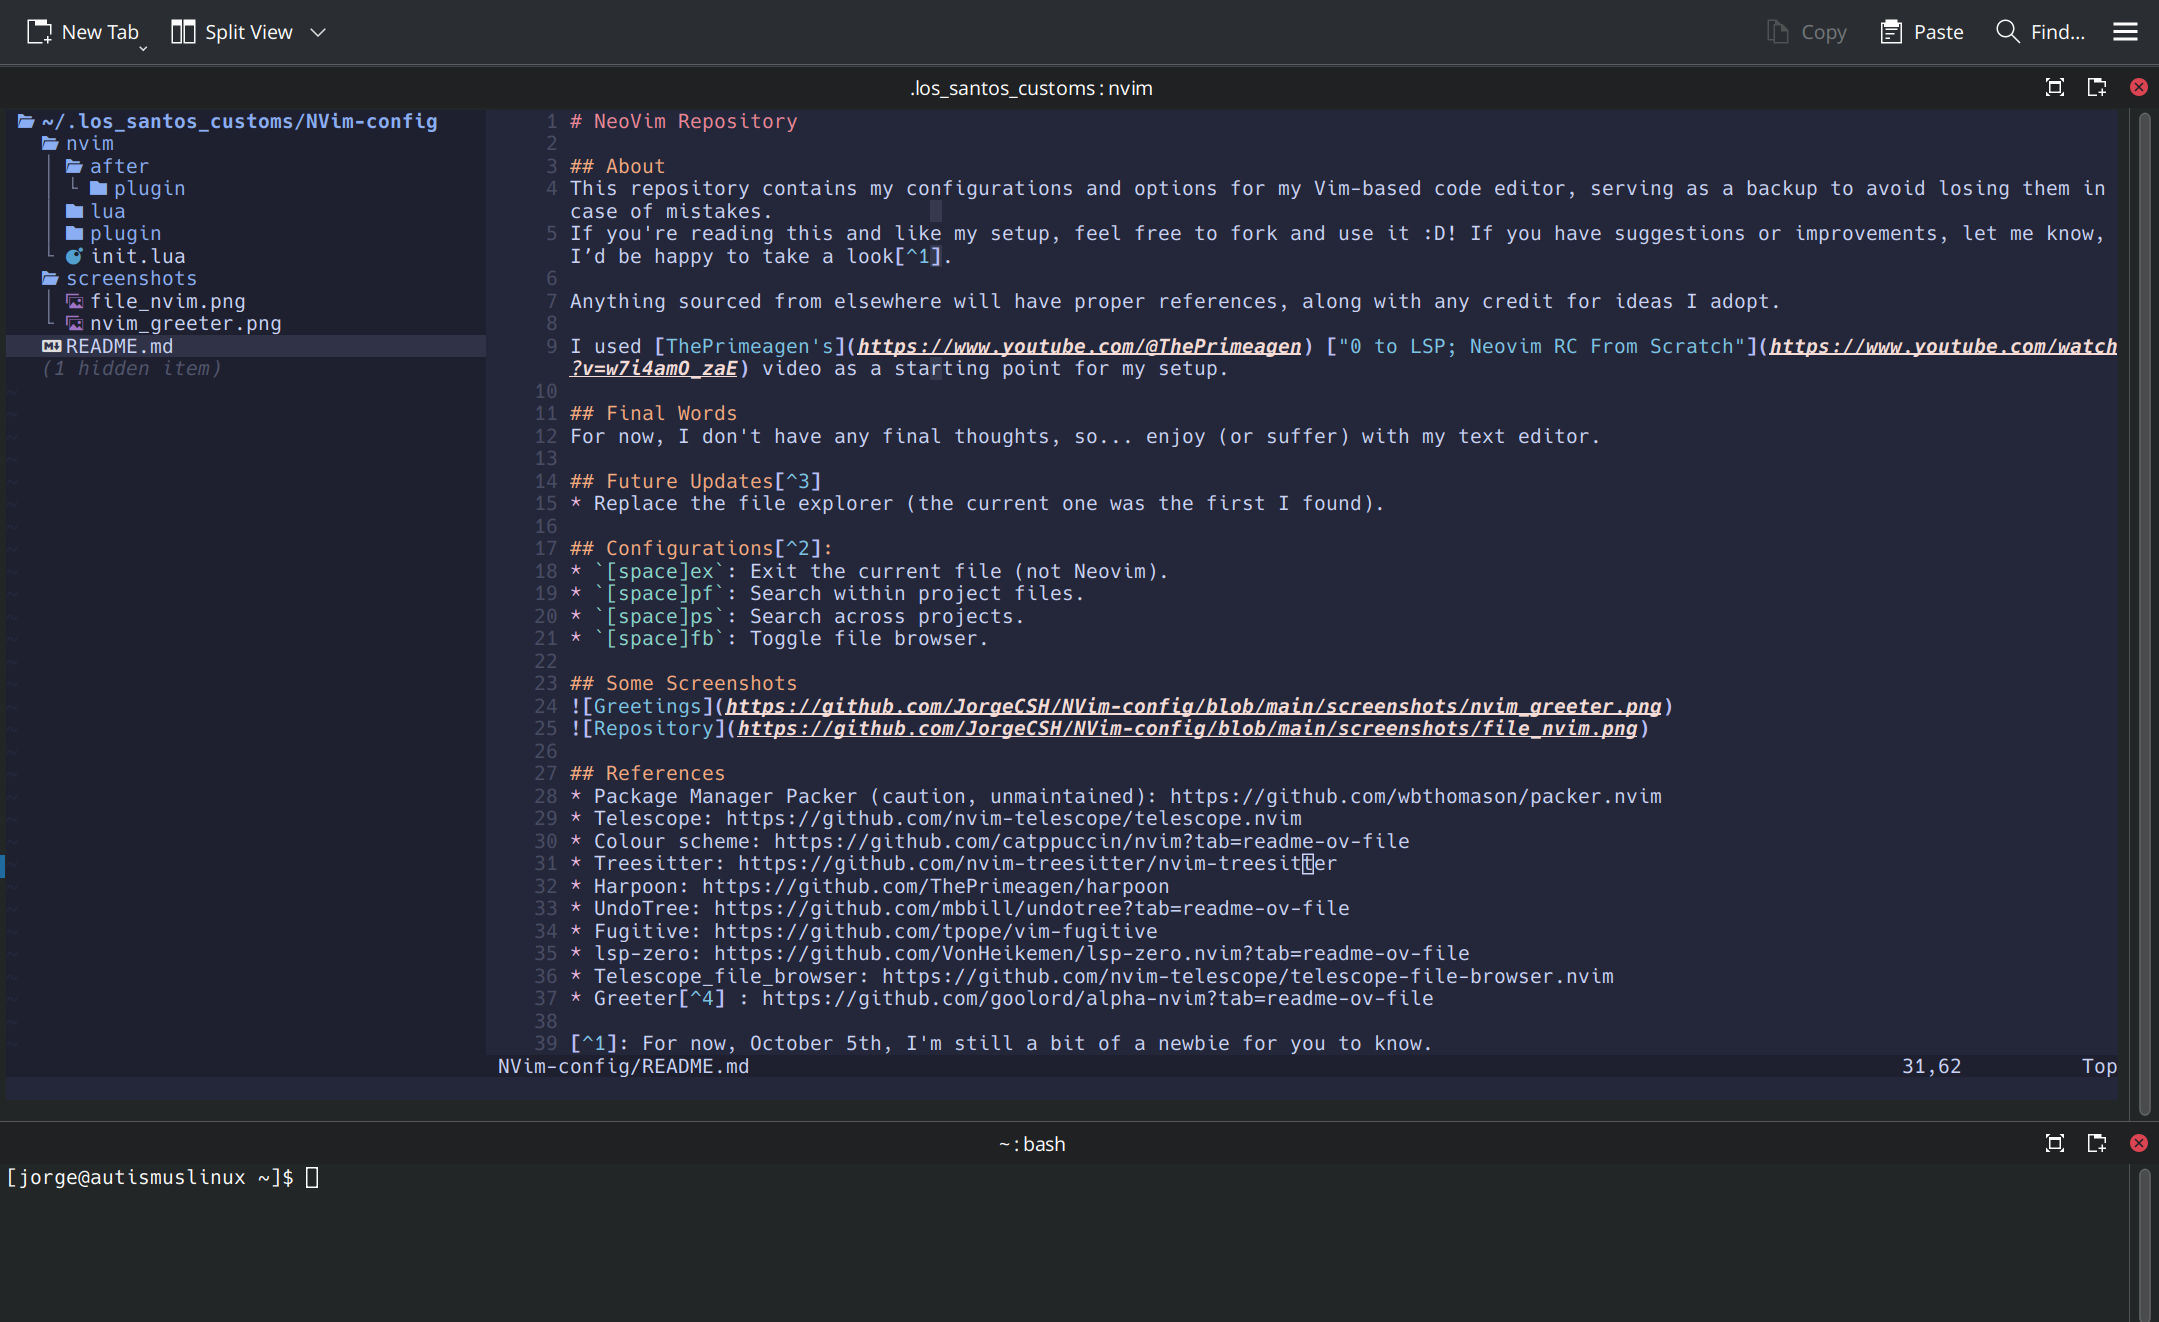 New Tab Split View Copy Paste Find...
.los_santos_customs : nvim
~/.los_santos_customs/NVim-config
nvim
after
plugin
lua
plugin
init.lua
screenshots
file_nvim.png
nvim_greeter.png
README.md
(1 hidden item)
1 # NeoVim Repository
2
3 ## About
4 This repository contains my configurations and options for my Vim-based code editor, serving as a backup to avoid losing them in
case of mistakes.
5 If you're reading this and like my setup, feel free to fork and use it :D! If you have suggestions or improvements, let me know,
I’d be happy to take a look[^1].
6
7 Anything sourced from elsewhere will have proper references, along with any credit for ideas I adopt.
8
9 I used [ThePrimeagen's](https://www.youtube.com/@ThePrimeagen) ["0 to LSP; Neovim RC From Scratch"](https://www.youtube.com/watch
?v=w7i4amO_zaE) video as a starting point for my setup.
10
11 ## Final Words
12 For now, I don't have any final thoughts, so... enjoy (or suffer) with my text editor.
13
14 ## Future Updates[^3]
15 * Replace the file explorer (the current one was the first I found).
16
17 ## Configurations[^2]:
18 * `[space]ex`: Exit the current file (not Neovim).
19 * `[space]pf`: Search within project files.
20 * `[space]ps`: Search across projects.
21 * `[space]fb`: Toggle file browser.
22
23 ## Some Screenshots
24 ![Greetings](https://github.com/JorgeCSH/NVim-config/blob/main/screenshots/nvim_greeter.png)
25 ![Repository](https://github.com/JorgeCSH/NVim-config/blob/main/screenshots/file_nvim.png)
26
27 ## References
28 * Package Manager Packer (caution, unmaintained): https://github.com/wbthomason/packer.nvim
29 * Telescope: https://github.com/nvim-telescope/telescope.nvim
30 * Colour scheme: https://github.com/catppuccin/nvim?tab=readme-ov-file
31 * Treesitter: https://github.com/nvim-treesitter/nvim-treesitter
32 * Harpoon: https://github.com/ThePrimeagen/harpoon
33 * UndoTree: https://github.com/mbbill/undotree?tab=readme-ov-file
34 * Fugitive: https://github.com/tpope/vim-fugitive
35 * lsp-zero: https://github.com/VonHeikemen/lsp-zero.nvim?tab=readme-ov-file
36 * Telescope_file_browser: https://github.com/nvim-telescope/telescope-file-browser.nvim
37 * Greeter[^4] : https://github.com/goolord/alpha-nvim?tab=readme-ov-file
38
39 [^1]: For now, October 5th, I'm still a bit of a newbie for you to know.
NVim-config/README.md 31,62 Top
~ : bash
[jorge@autismuslinux ~]$